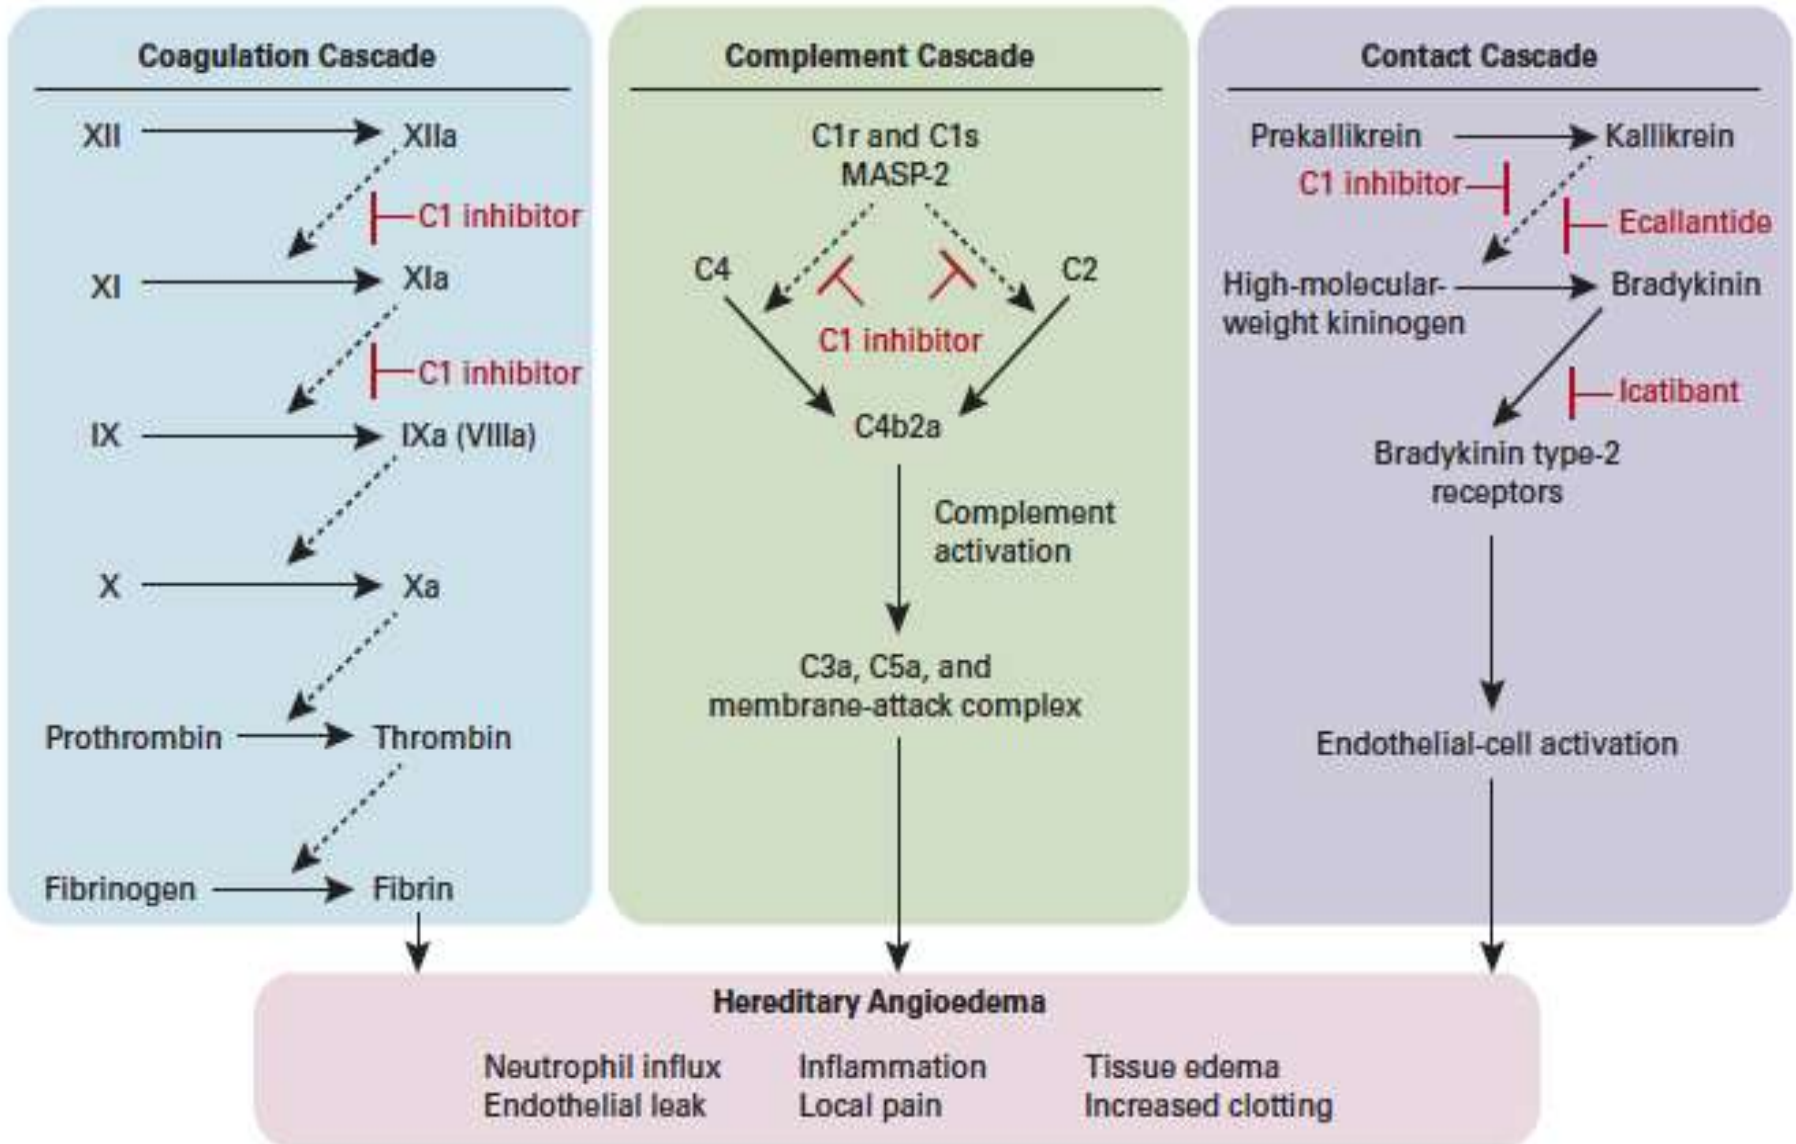 Coagulation Cascade
XII
XIIa
C1 inhibitor
XI
XIa
C1 inhibitor
IX
IXa (VIIIa)
X
Xa
Prothrombin
Thrombin
Fibrinogen
Fibrin
Complement Cascade
C1r and C1s
MASP-2
C4
C2
C1 inhibitor
C4b2a
Complement
activation
C3a, C5a, and
membrane-attack complex
Contact Cascade
Prekallikrein
Kallikrein
C1 inhibitor
Ecallantide
High-molecular-
weight kininogen
Bradykinin
Icatibant
Bradykinin type-2
receptors
Endothelial-cell activation
Hereditary Angioedema
Neutrophil influx
Endothelial leak
Inflammation
Local pain
Tissue edema
Increased clotting